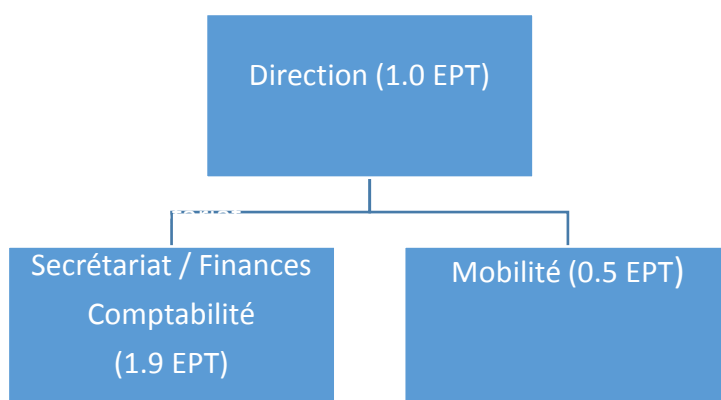 Direction (1.0 EPT)
Secrétariat / Finances
Comptabilité
(1.9 EPT)
Mobilité (0.5 EPT)